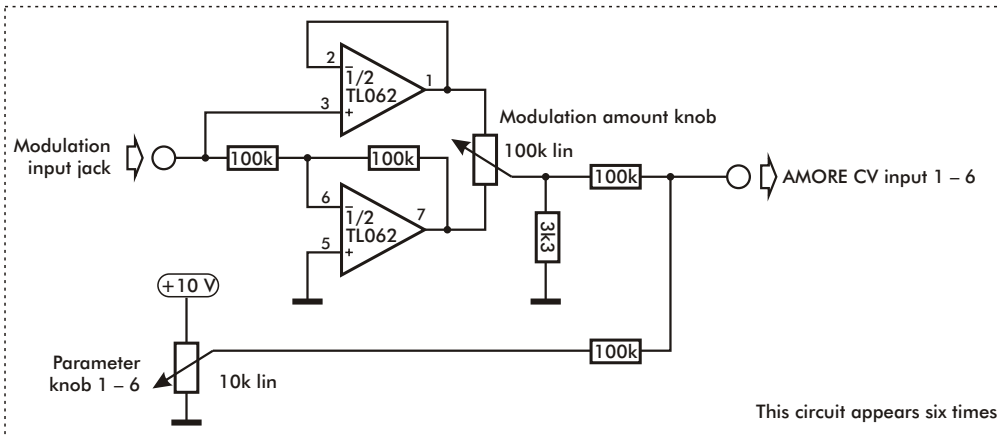 2
1/2
TL062
1
3
+
Modulation amount knob
100k lin
Modulation
input jack
100k
100k
100k
AMORE CV input 1 – 6
6
1/2
TL062
7
5
+
3k3
+10 V
Parameter
knob 1 – 6
10k lin
100k
This circuit appears six times